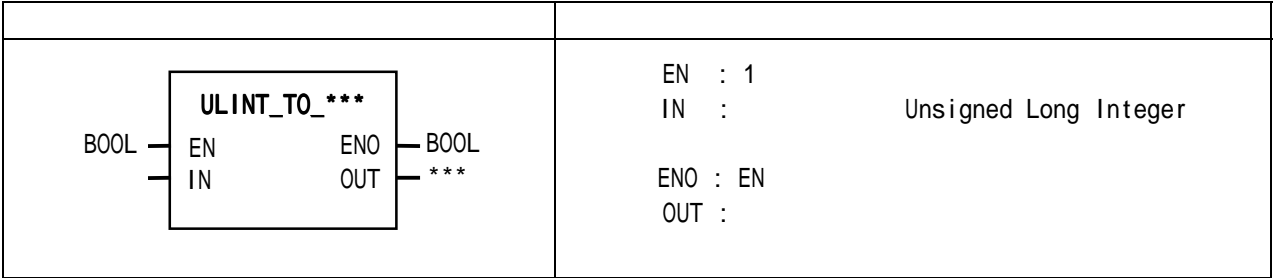 ULINT_TO_***
BOOL EN ENO BOOL
IN OUT ***
EN : 1
IN : Unsigned Long Integer
ENO : EN
OUT :